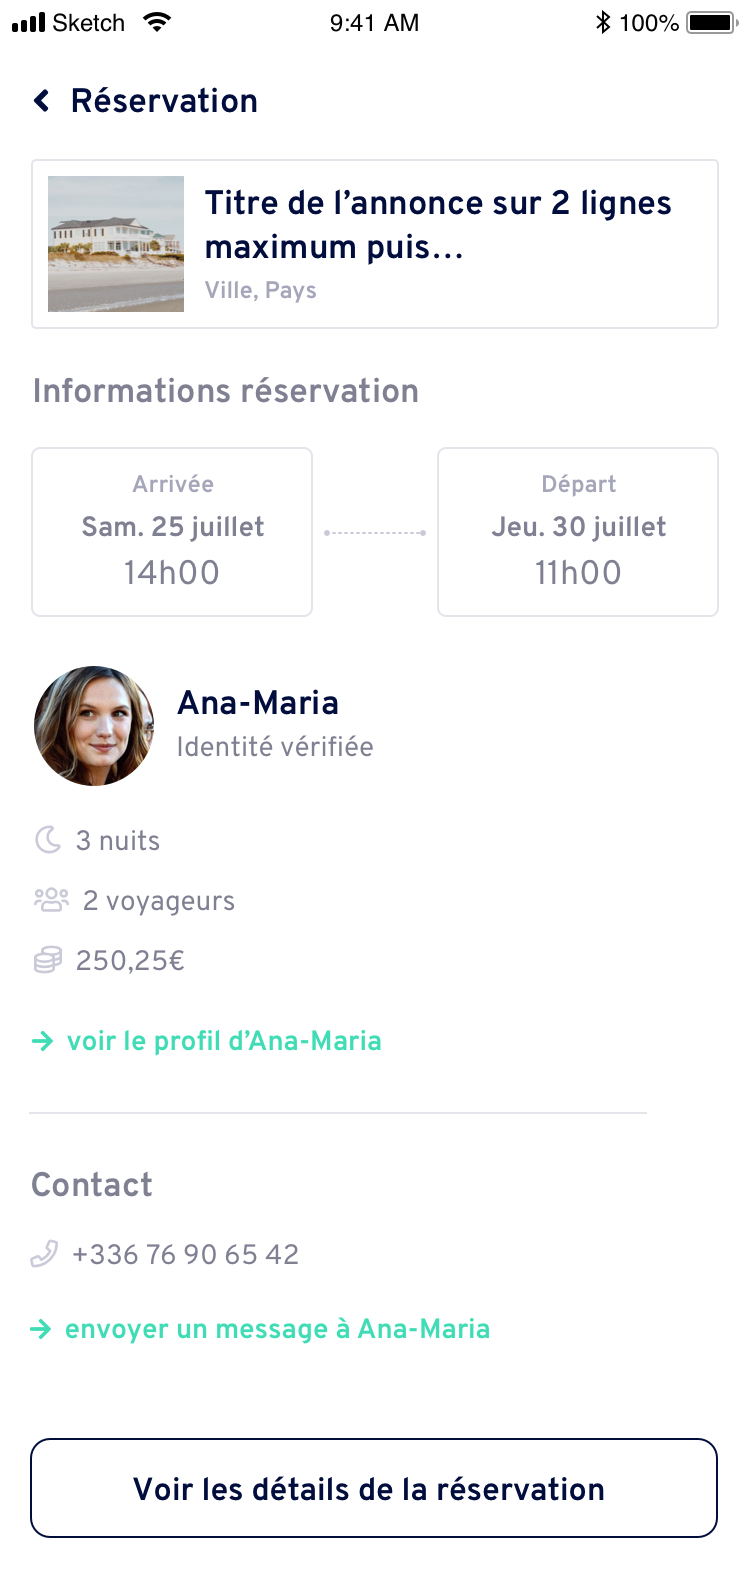 Sketch 9:41 AM 100%
Réservation
Titre de l’annonce sur 2 lignes
maximum puis…
Ville, Pays
Informations réservation
Arrivée
Sam. 25 juillet
14h00
Départ
Jeu. 30 juillet
11h00
Ana-Maria
Identité vérifiée
3 nuits
2 voyageurs
250,25€
voir le profil d’Ana-Maria
Contact
+336 76 90 65 42
envoyer un message à Ana-Maria
Voir les détails de la réservation